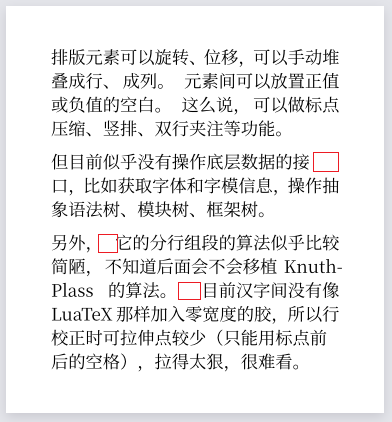 排版元素可以旋转、位移，可以手动堆
叠成行、 成列。 元素间可以放置正值
或负值的空白。 这么说， 可以做标点
压缩、竖排、双行夹注等功能。
但目前似乎没有操作底层数据的接
口，比如获取字体和字模信息，操作抽
象语法树、模块树、框架树。
另外， 它的分行组段的算法似乎比较
简陋， 不知道后面会不会移植 Knuth-
Plass 的算法。 目前汉字间没有像
LuaTeX 那样加入零宽度的胶，所以行
校正时可拉伸点较少（只能用标点前
后的空格），拉得太狠，很难看。